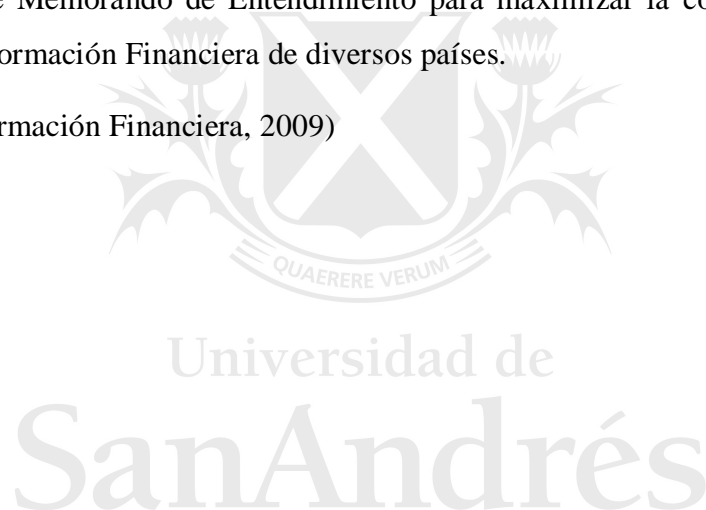 e Memorando de Entendimiento para maximizar la co
ormación Financiera de diversos países.
rmación Financiera, 2009)
QUAERERE VERUM
Universidad de
SanAndrés